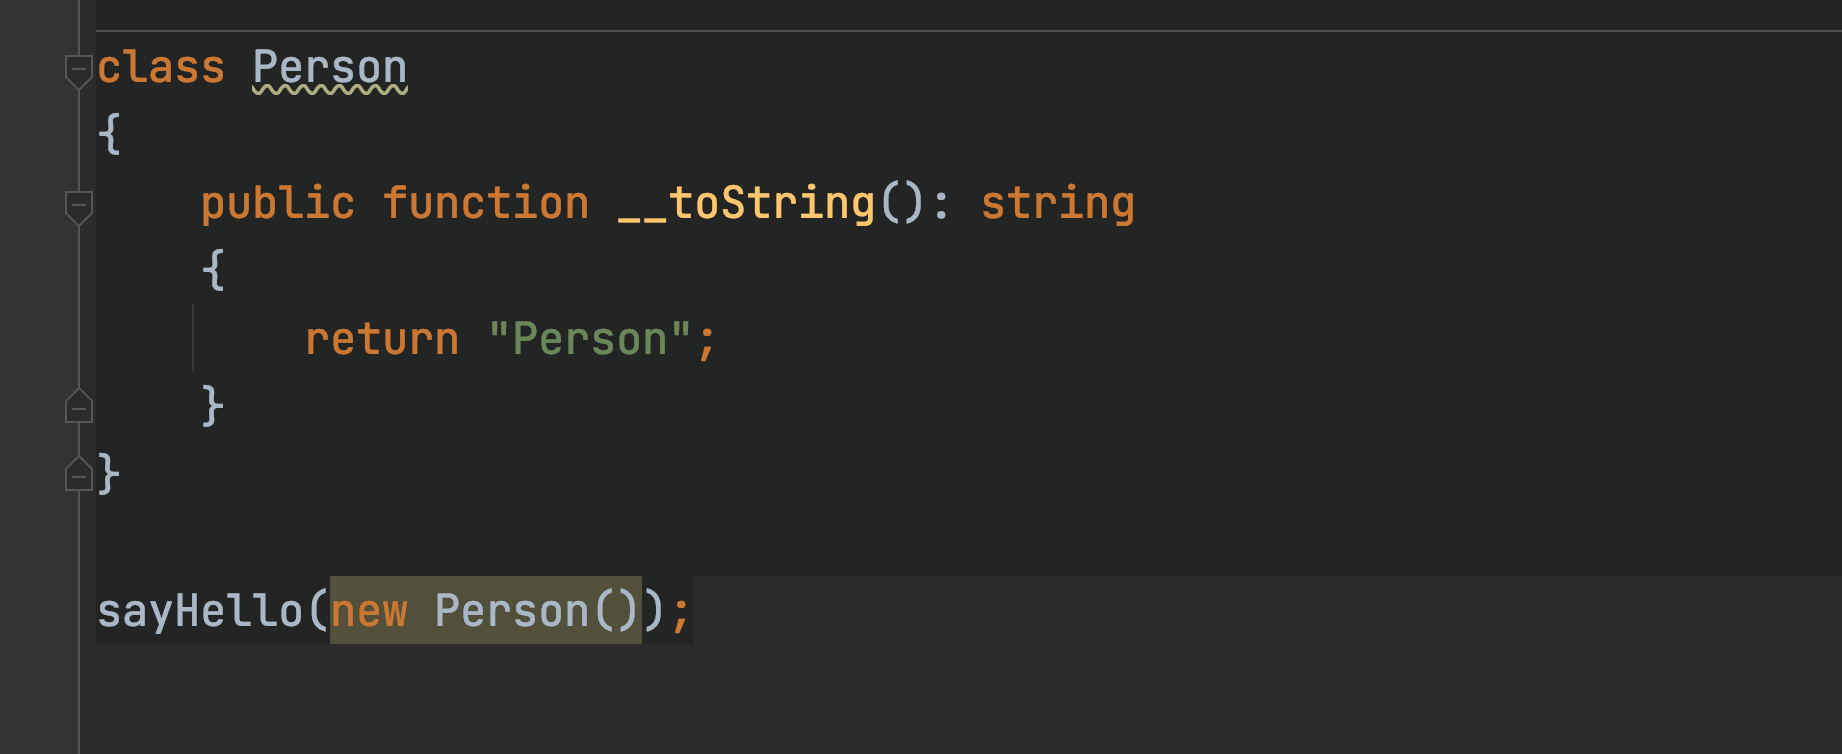 class Person
{
    public function __toString(): string
    {
        return "Person";
    }
}
sayHello(new Person());